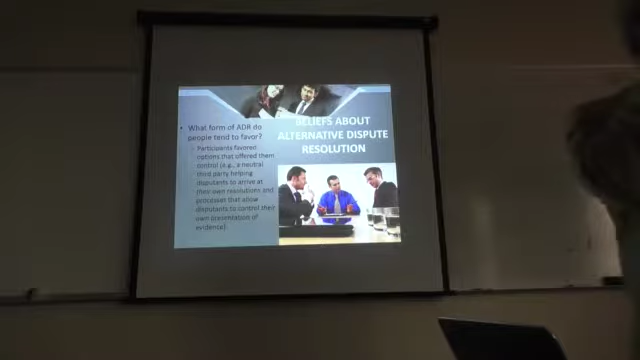 BELIEFS ABOUT
ALTERNATIVE DISPUTE
RESOLUTION
• What form of ADR do
people tend to favor?
Participants favored
options that offered them
control (e.g., a neutral
third party helping
disputants to arrive at
their own resolutions and
processes that allow
disputants to control their
own presentation of
evidence)